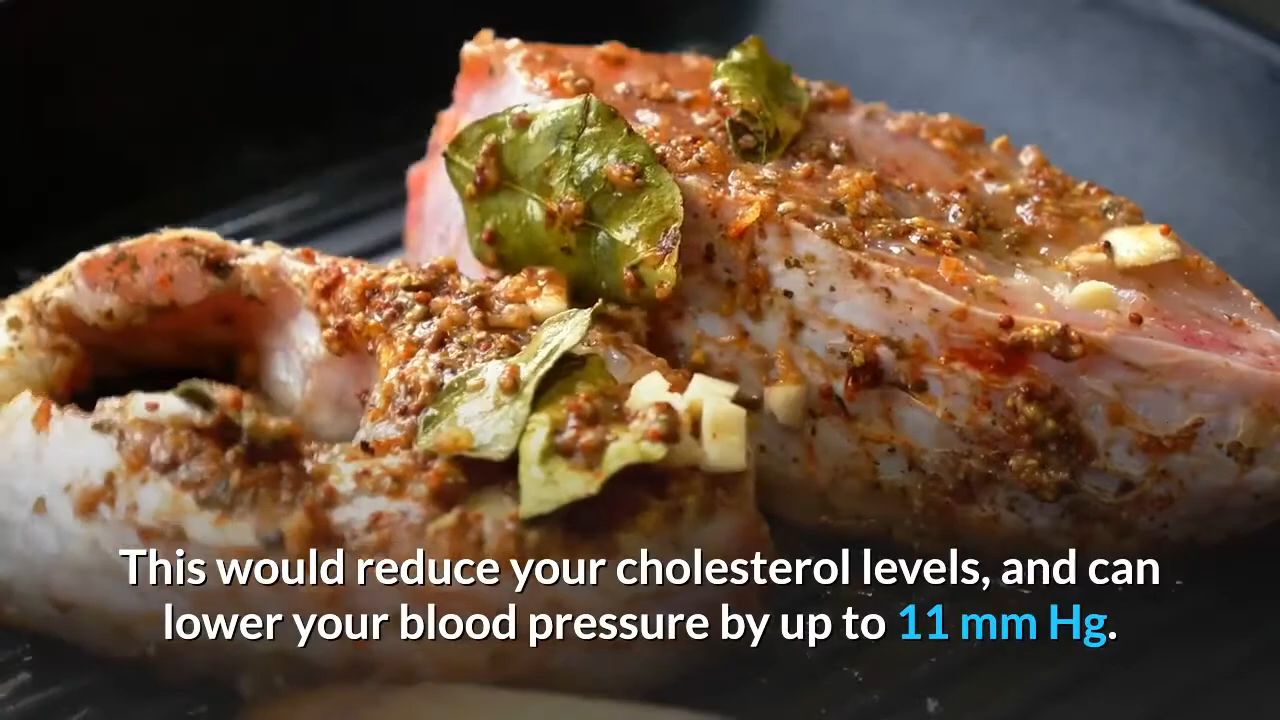 This would reduce your cholesterol levels, and can
lower your blood pressure by up to 11 mm Hg.